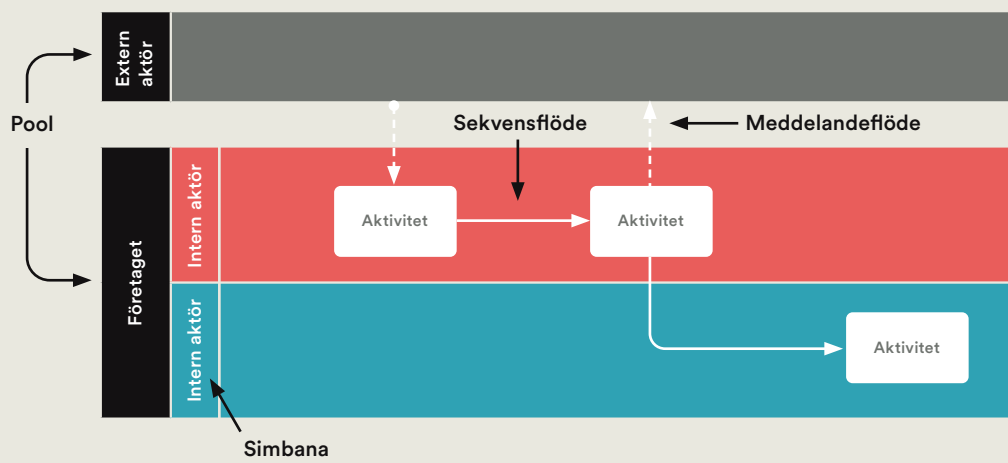 Extern
aktör
Pool
Sekvensflöde
Meddelandeflöde
Företaget
Intern aktör
Aktivitet
Aktivitet
Intern aktör
Aktivitet
Simbana